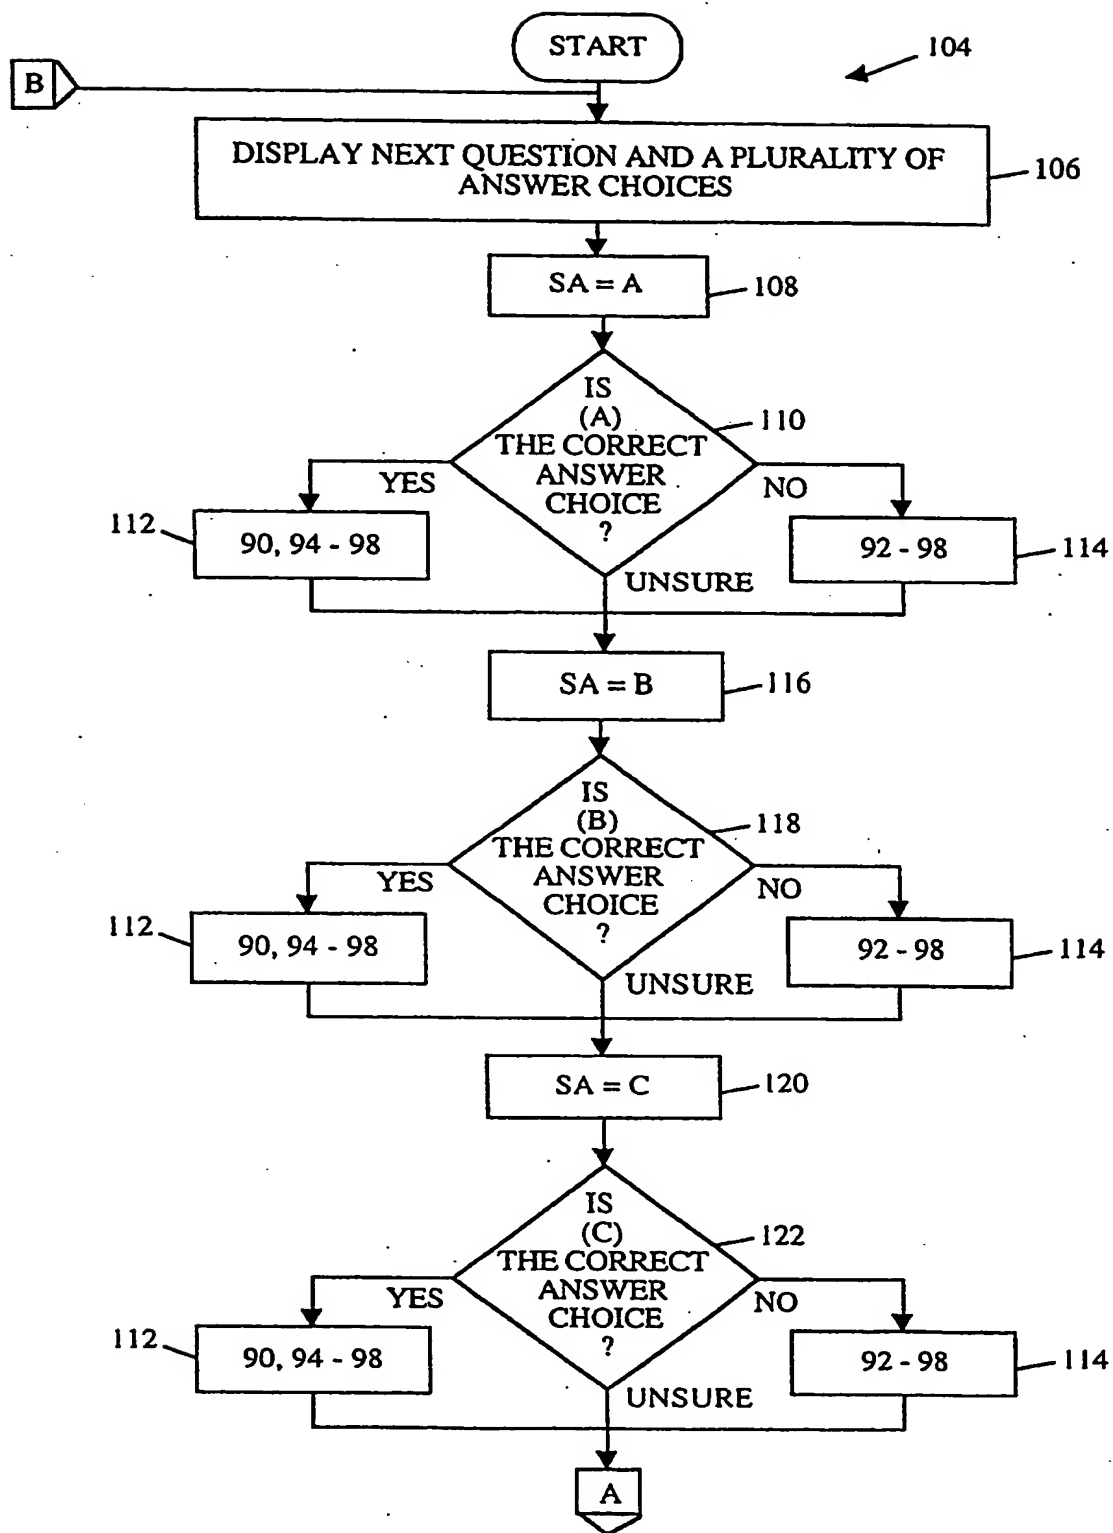 START
104
B
DISPLAY NEXT QUESTION AND A PLURALITY OF
ANSWER CHOICES
106
SA = A
108
IS
(A)
THE CORRECT
ANSWER
CHOICE
?
110
YES
NO
UNSURE
112
90, 94 - 98
92 - 98
114
SA = B
116
IS
(B)
THE CORRECT
ANSWER
CHOICE
?
118
YES
NO
UNSURE
112
90, 94 - 98
92 - 98
114
SA = C
120
IS
(C)
THE CORRECT
ANSWER
CHOICE
?
122
YES
NO
UNSURE
112
90, 94 - 98
92 - 98
114
A